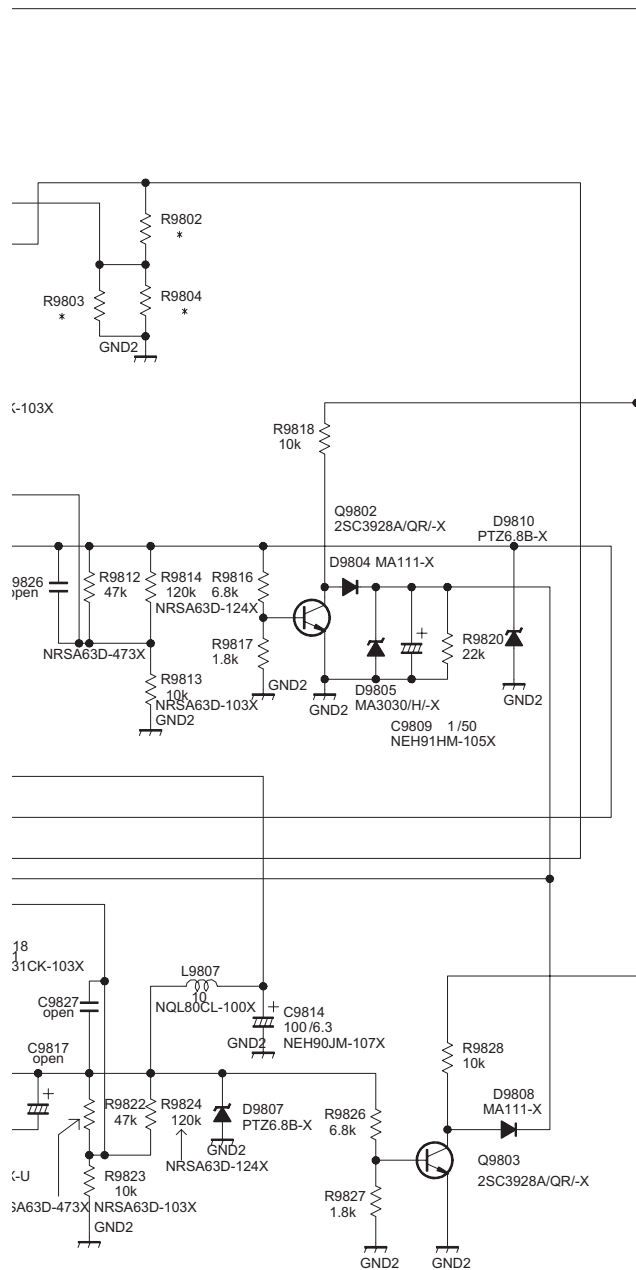 R9802
*
R9803
*
R9804
*
GND2
-103X
R9818
10k
Q9802
2SC3928A/QR/-X
D9810
PTZ6.8B-X
D9804 MA111-X
9826
open
R9812
47k
R9814
120k
NRSA63D-124X
R9816
6.8k
R9817
1.8k
R9820
22k
NRSA63D-473X
R9813
10k
NRSA63D-103X
GND2
GND2
GND2
D9805
MA3030/H/-X
GND2
C9809 1/50
NEH91HM-105X
18
1
31CK-103X
L9807
10
NQL80CL-100X
C9827
open
C9814
100/6.3
NEH90JM-107X
GND2
C9817
open
R9828
10k
R9822
47k
R9824
120k
D9807
PTZ6.8B-X
GND2
R9826
6.8k
D9808
MA111-X
NRSA63D-124X
Q9803
2SC3928A/QR/-X
-U
R9823
10k
SA63D-473X NRSA63D-103X
R9827
1.8k
GND2
GND2
GND2